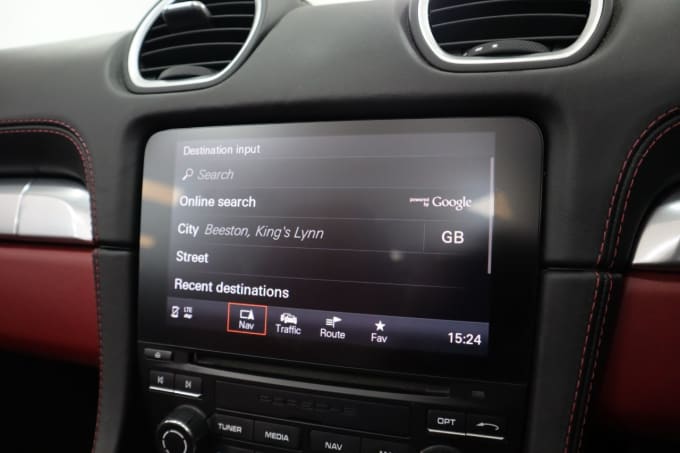 Destination input
Search
Online search powered by Google
City Beeston, King's Lynn GB
Street
Recent destinations
LTE
Nav Traffic Route Fav 15:24
PORSCHE
TUNER MEDIA NAV OPT